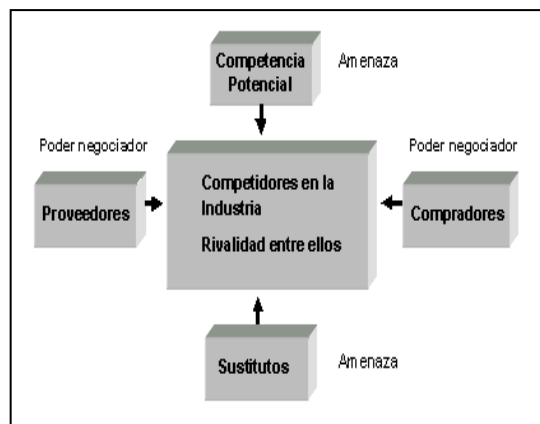 Competencia
Potencial
Amenaza
Poder negociador
Poder negociador
Proveedores
Competidores en la
Industria
Rivalidad entre ellos
Compradores
Sustitutos
Amenaza